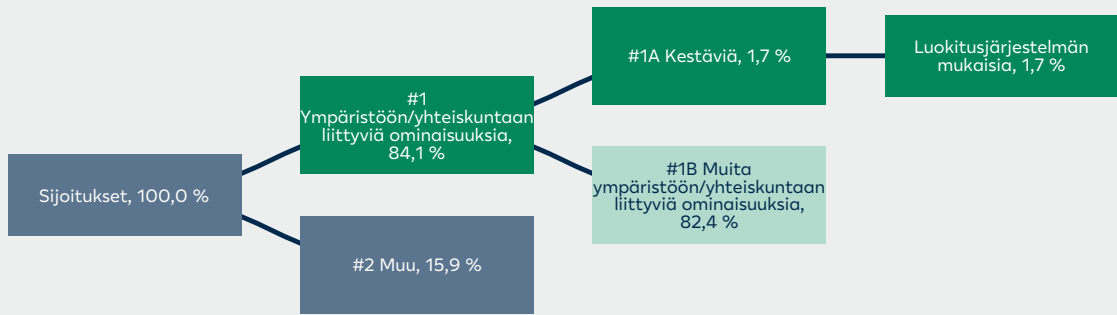 Sijoitukset, 100,0 %
#1
Ympäristöön/yhteiskuntaan
liittyviä ominaisuuksia,
84,1 %
#2 Muu, 15,9 %
#1A Kestäviä, 1,7 %
#1B Muita
ympäristöön/yhteiskuntaan
liittyviä ominaisuuksia,
82,4 %
Luokitusjärjestelmän
mukaisia, 1,7 %